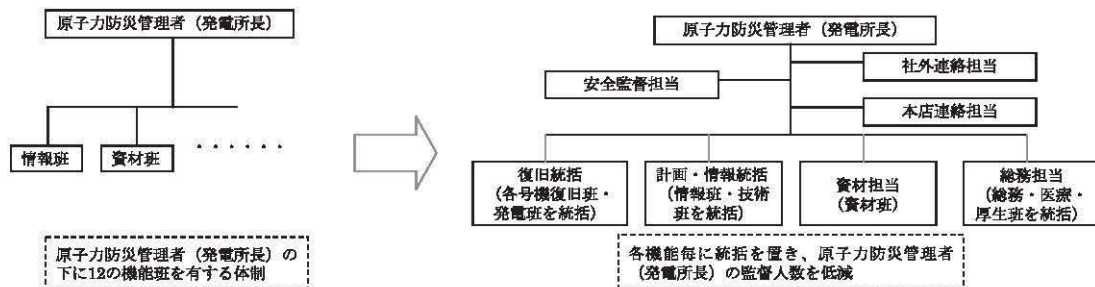 原子力防災管理者（発電所長）
情報班
資材班
・・・・・・
原子力防災管理者（発電所長）の
下に12の機能班を有する体制
原子力防災管理者（発電所長）
社外連絡担当
安全監督担当
本店連絡担当
復旧統括
（各号機復旧班・
発電班を統括）
計画・情報統括
（情報班・技術
班を統括）
資材担当
（資材班）
総務担当
（総務・医療・
厚生班を統括）
各機能毎に統括を置き、原子力防災管理者
（発電所長）の監督人数を低減